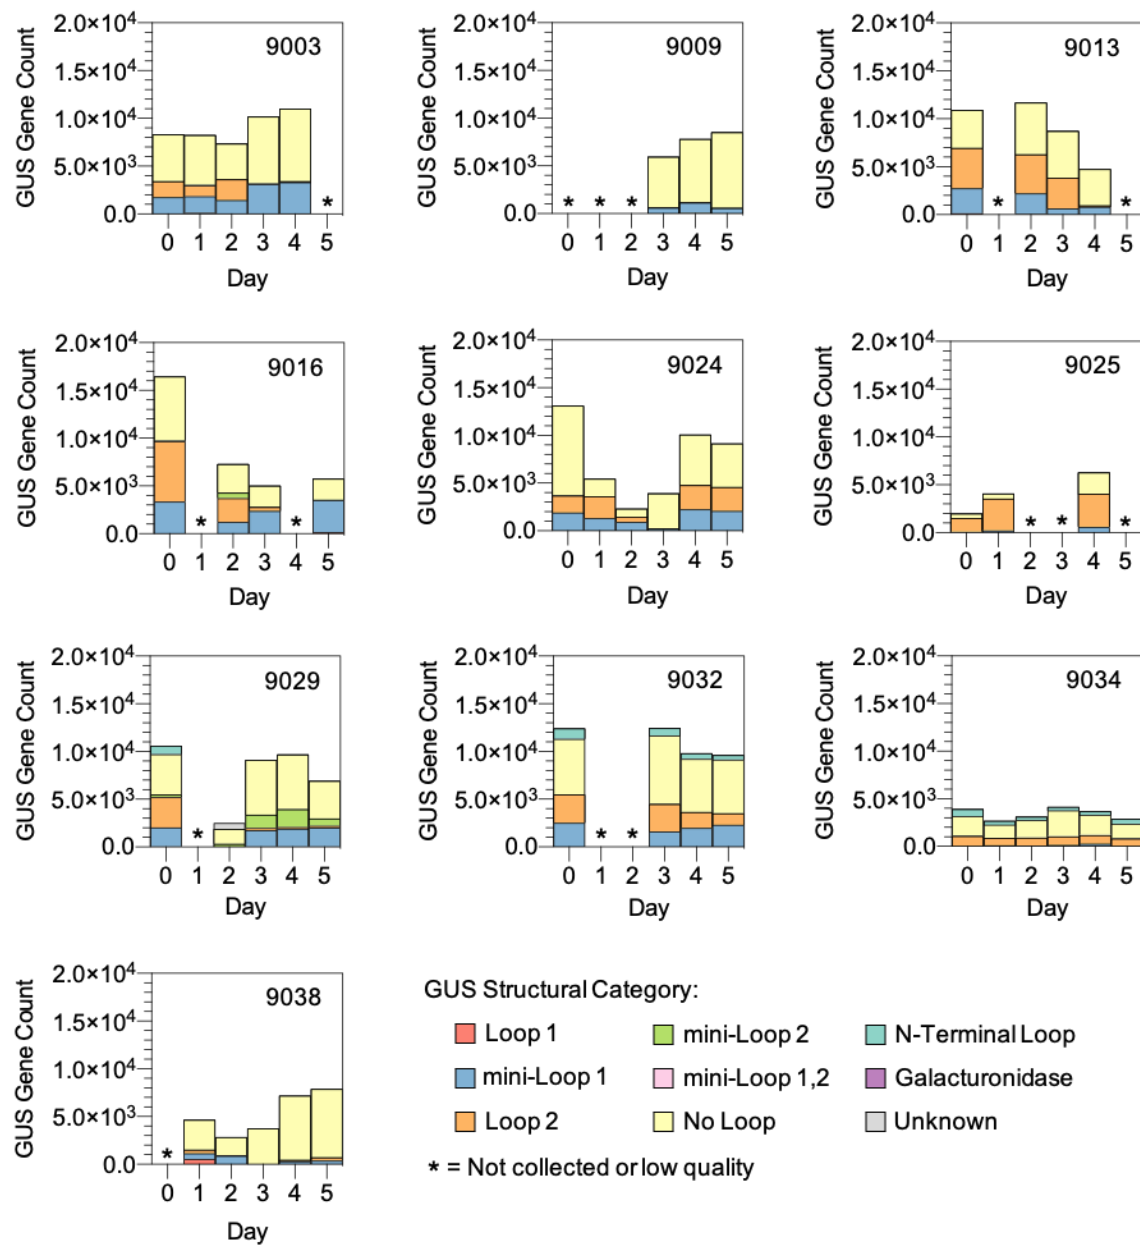 9003
GUS Gene Count
2.0×10⁴
1.5×10⁴
1.0×10⁴
5.0×10³
0.0
*
0 1 2 3 4 5
Day
9009
GUS Gene Count
2.0×10⁴
1.5×10⁴
1.0×10⁴
5.0×10³
0.0
* * *
0 1 2 3 4 5
Day
9013
GUS Gene Count
2.0×10⁴
1.5×10⁴
1.0×10⁴
5.0×10³
0.0
* *
0 1 2 3 4 5
Day
9016
GUS Gene Count
2.0×10⁴
1.5×10⁴
1.0×10⁴
5.0×10³
0.0
* *
0 1 2 3 4 5
Day
9024
GUS Gene Count
2.0×10⁴
1.5×10⁴
1.0×10⁴
5.0×10³
0.0
0 1 2 3 4 5
Day
9025
GUS Gene Count
2.0×10⁴
1.5×10⁴
1.0×10⁴
5.0×10³
0.0
* * *
0 1 2 3 4 5
Day
9029
GUS Gene Count
2.0×10⁴
1.5×10⁴
1.0×10⁴
5.0×10³
0.0
*
0 1 2 3 4 5
Day
9032
GUS Gene Count
2.0×10⁴
1.5×10⁴
1.0×10⁴
5.0×10³
0.0
* *
0 1 2 3 4 5
Day
9034
GUS Gene Count
2.0×10⁴
1.5×10⁴
1.0×10⁴
5.0×10³
0.0
0 1 2 3 4 5
Day
9038
GUS Gene Count
2.0×10⁴
1.5×10⁴
1.0×10⁴
5.0×10³
0.0
*
0 1 2 3 4 5
Day
GUS Structural Category:
Loop 1
mini-Loop 1
Loop 2
mini-Loop 2
mini-Loop 1,2
No Loop
N-Terminal Loop
Galacturonidase
Unknown
* = Not collected or low quality